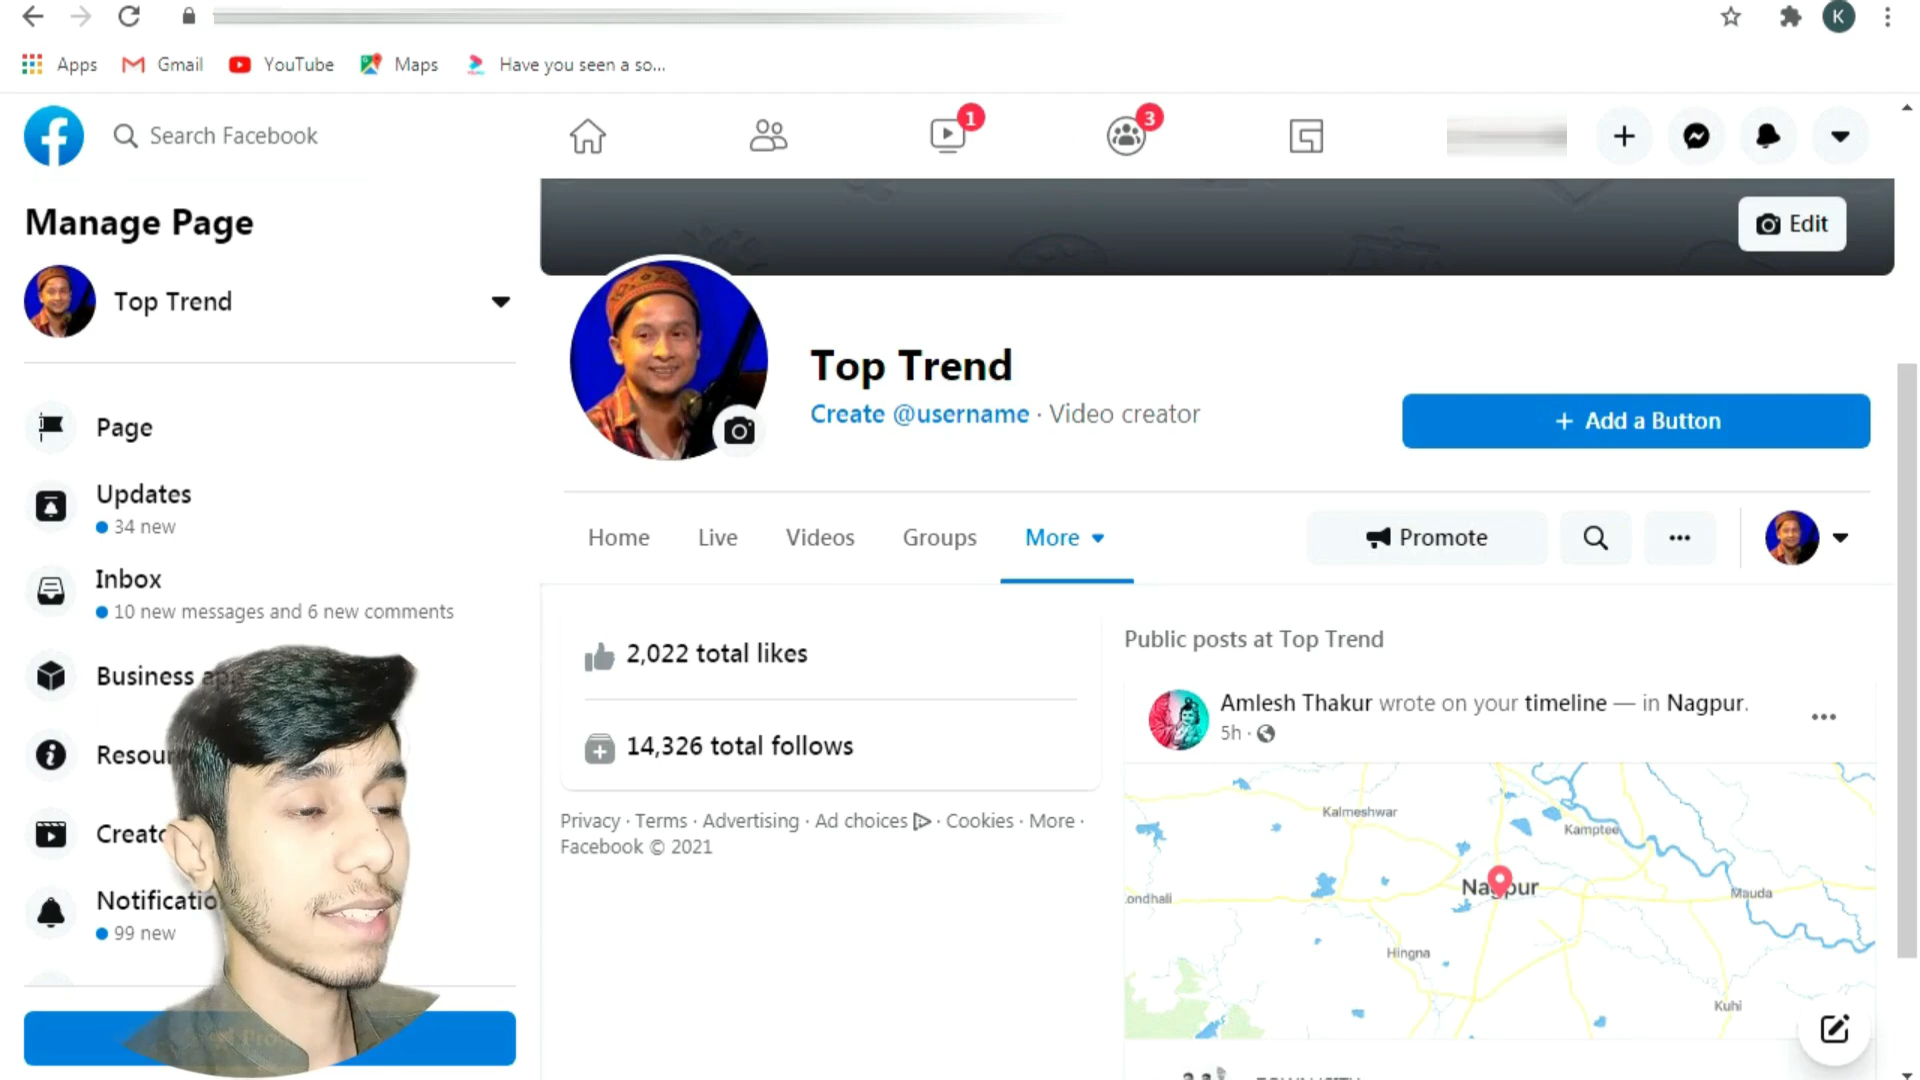 K
Apps
Gmail
YouTube
Maps
Have you seen a so...
Search Facebook
1
3
Manage Page
Top Trend
Page
Updates
34 new
Inbox
10 new messages and 6 new comments
Business
Notificatio
99 new
Edit
Top Trend
Create @username · Video creator
+ Add a Button
Home
Live
Videos
Groups
More
Promote
2,022 total likes
14,326 total follows
Privacy · Terms · Advertising · Ad choices · Cookies · More ·
Facebook © 2021
Public posts at Top Trend
Amlesh Thakur wrote on your timeline — in Nagpur.
5h ·
Kalmeshwar
Kamptee
Nagpur
Mauda
ondhali
Hingna
Kuhi